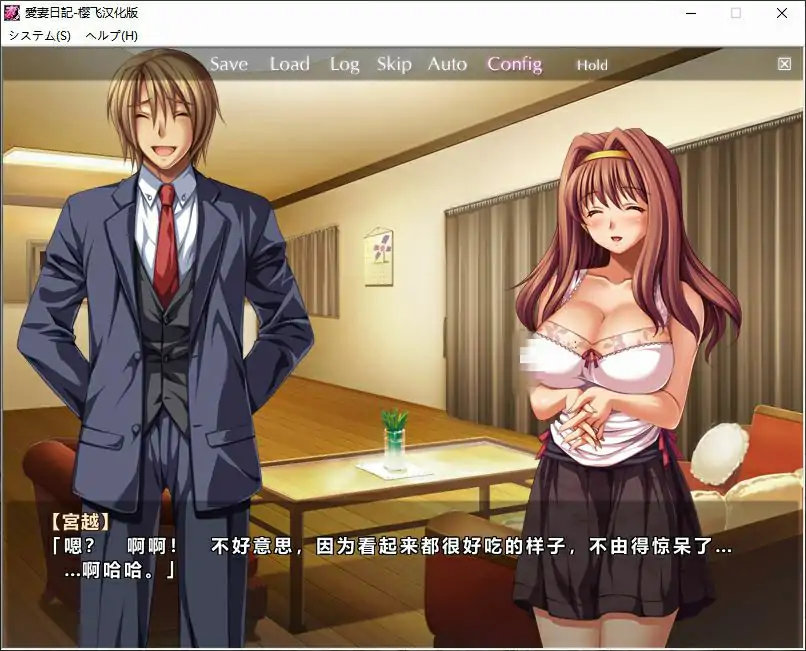 愛妻日記-樱飞汉化版
システム(S) ヘルプ(H)
Save Load Log Skip Auto Config Hold
【宮越】
「嗯？ 啊啊！ 不好意思，因为看起来都很好吃的样子，不由得惊呆了…
…啊哈哈。」